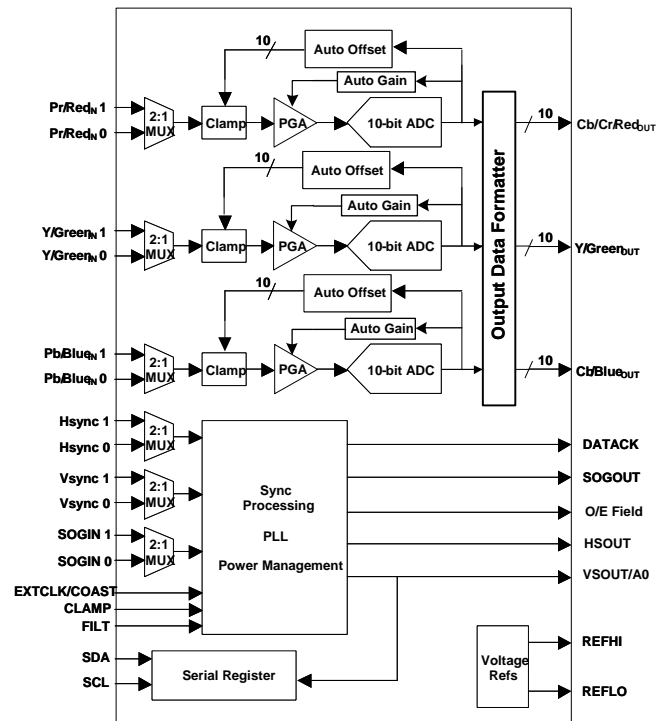 10
Auto Offset
Auto Gain
Pr/RedIN 1
Pr/RedIN 0
2:1
MUX
Clamp
PGA
10-bit ADC
10
Cb/Cr/RedOUT
10
Auto Offset
Auto Gain
Y/GreenIN 1
Y/GreenIN 0
2:1
MUX
Clamp
PGA
10-bit ADC
10
Y/GreenOUT
10
Auto Offset
Auto Gain
Pb/BlueIN 1
Pb/BlueIN 0
2:1
MUX
Clamp
PGA
10-bit ADC
10
Cb/BlueOUT
Output Data Formatter
Hsync 1
Hsync 0
2:1
MUX
Vsync 1
Vsync 0
2:1
MUX
SOGIN 1
SOGIN 0
2:1
MUX
EXTCLK/COAST
CLAMP
FILT
Sync
Processing
PLL
Power Management
DATACK
SOGOUT
O/E Field
HSOUT
VSOUT/A0
SDA
SCL
Serial Register
Voltage
Refs
REFHI
REFLO